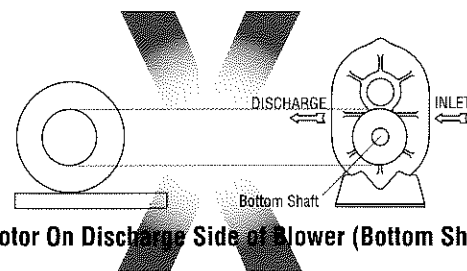 DISCHARGE
INLET
Bottom Shaft
otor On Discharge Side of Blower (Bottom Sh